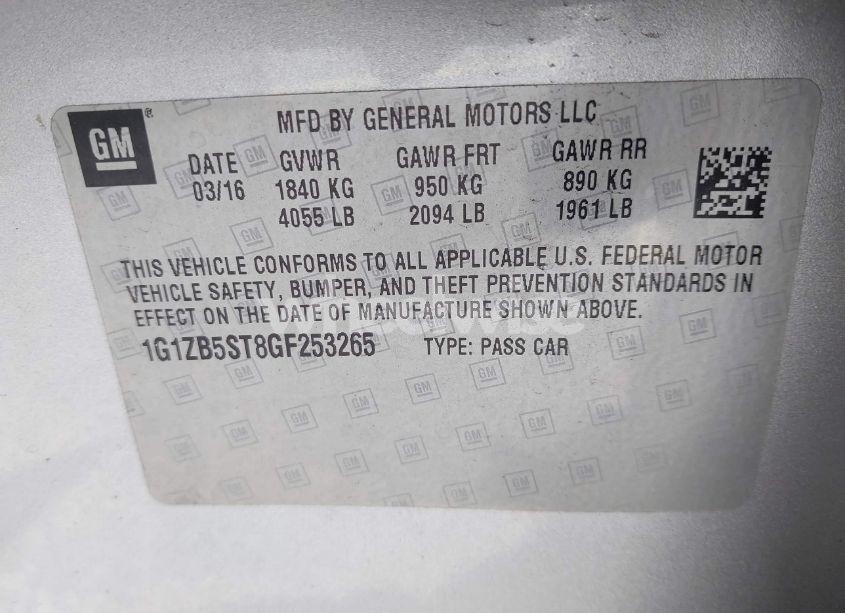 GM ®
MFD BY GENERAL MOTORS LLC
DATE GVWR GAWR FRT GAWR RR
03/16 1840 KG 950 KG 890 KG
4055 LB 2094 LB 1961 LB
THIS VEHICLE CONFORMS TO ALL APPLICABLE U.S. FEDERAL MOTOR
VEHICLE SAFETY, BUMPER, AND THEFT PREVENTION STANDARDS IN
EFFECT ON THE DATE OF MANUFACTURE SHOWN ABOVE.
1G1ZB5ST8GF253265 TYPE: PASS CAR